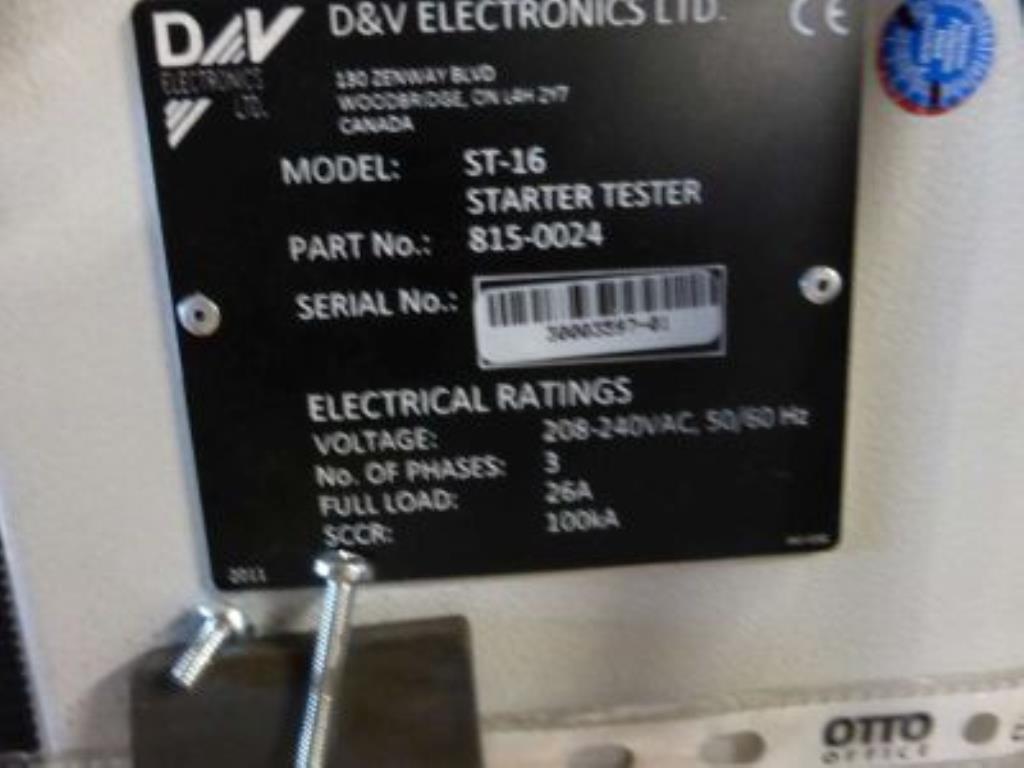 D&V
ELECTRONICS
LTD.
D&V ELECTRONICS LTD.
CE
130 ZENWAY BLVD
WOODBRIDGE, ON L4H 2Y7
CANADA
MODEL: ST-16
STARTER TESTER
PART No.: 815-0024
SERIAL No.:
ELECTRICAL RATINGS
VOLTAGE: 208-240VAC, 50/60 Hz
No. OF PHASES: 3
FULL LOAD: 26A
SCCR: 100kA
2011
OTTO
OFFICE